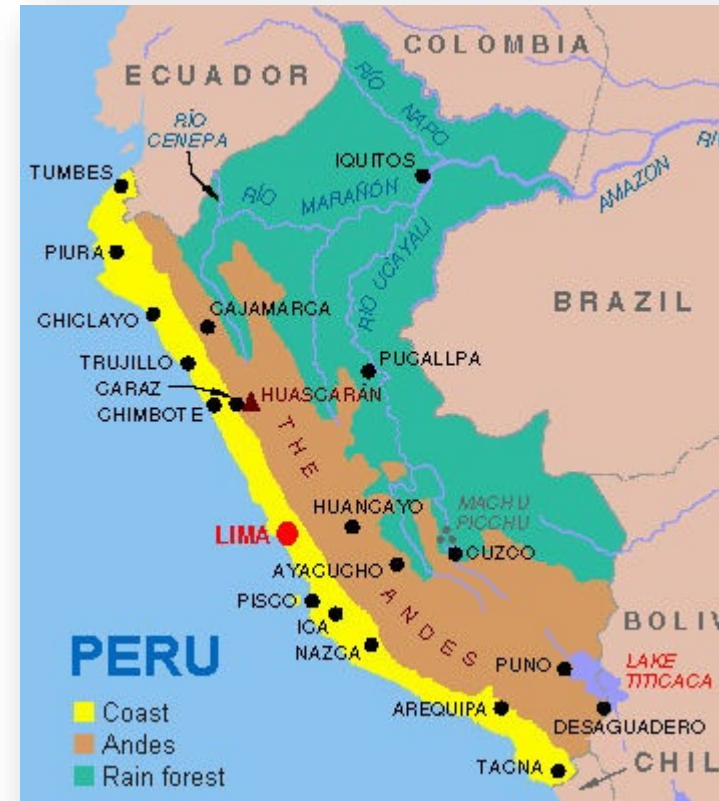 COLOMBIA
ECUADOR
RÍO NAPO
RÍO
CENEPA
IQUITOS
TUMBES
RÍO MARAÑÓN
AMAZON
RÍO UCAYALI
PIURA
BRAZIL
CHICLAYO
CAJAMARCA
TRUJILLO
PUCALLPA
CARAZ
HUASCARÁN
CHIMBOTE
THE ANDES
MACHU
PICCHU
HUANCAYO
LIMA
CUZCO
AYACUCHO
PISCO
ICA
NAZCA
BOLIV
PERU
PUNO
LAKE
TITICACA
Coast
AREQUIPA
DESAGUADERO
Andes
CHIL
TACNA
Rain forest